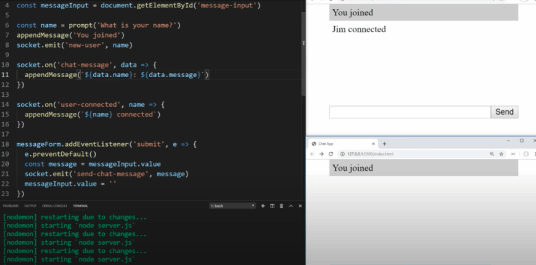 4 const messageInput = document.getElementById('message-input')
5
6 const name = prompt('What is your name?')
7 appendMessage('You joined')
8 socket.emit('new-user', name)
9
10 socket.on('chat-message', data => {
11 appendMessage(`${data.name}: ${data.message}`)
12 })
13
14 socket.on('user-connected', name => {
15 appendMessage(`${name} connected`)
16 })
17
18 messageForm.addEventListener('submit', e => {
19 e.preventDefault()
20 const message = messageInput.value
21 socket.emit('send-chat-message', message)
22 messageInput.value = ''
23 })
PROBLEMS OUTPUT DEBUG CONSOLE TERMINAL
[nodemon] restarting due to changes...
[nodemon] starting `node server.js`
[nodemon] restarting due to changes...
[nodemon] starting `node server.js`
[nodemon] restarting due to changes...
[nodemon] starting `node server.js`
You joined
Jim connected
Send
Chat App
You joined